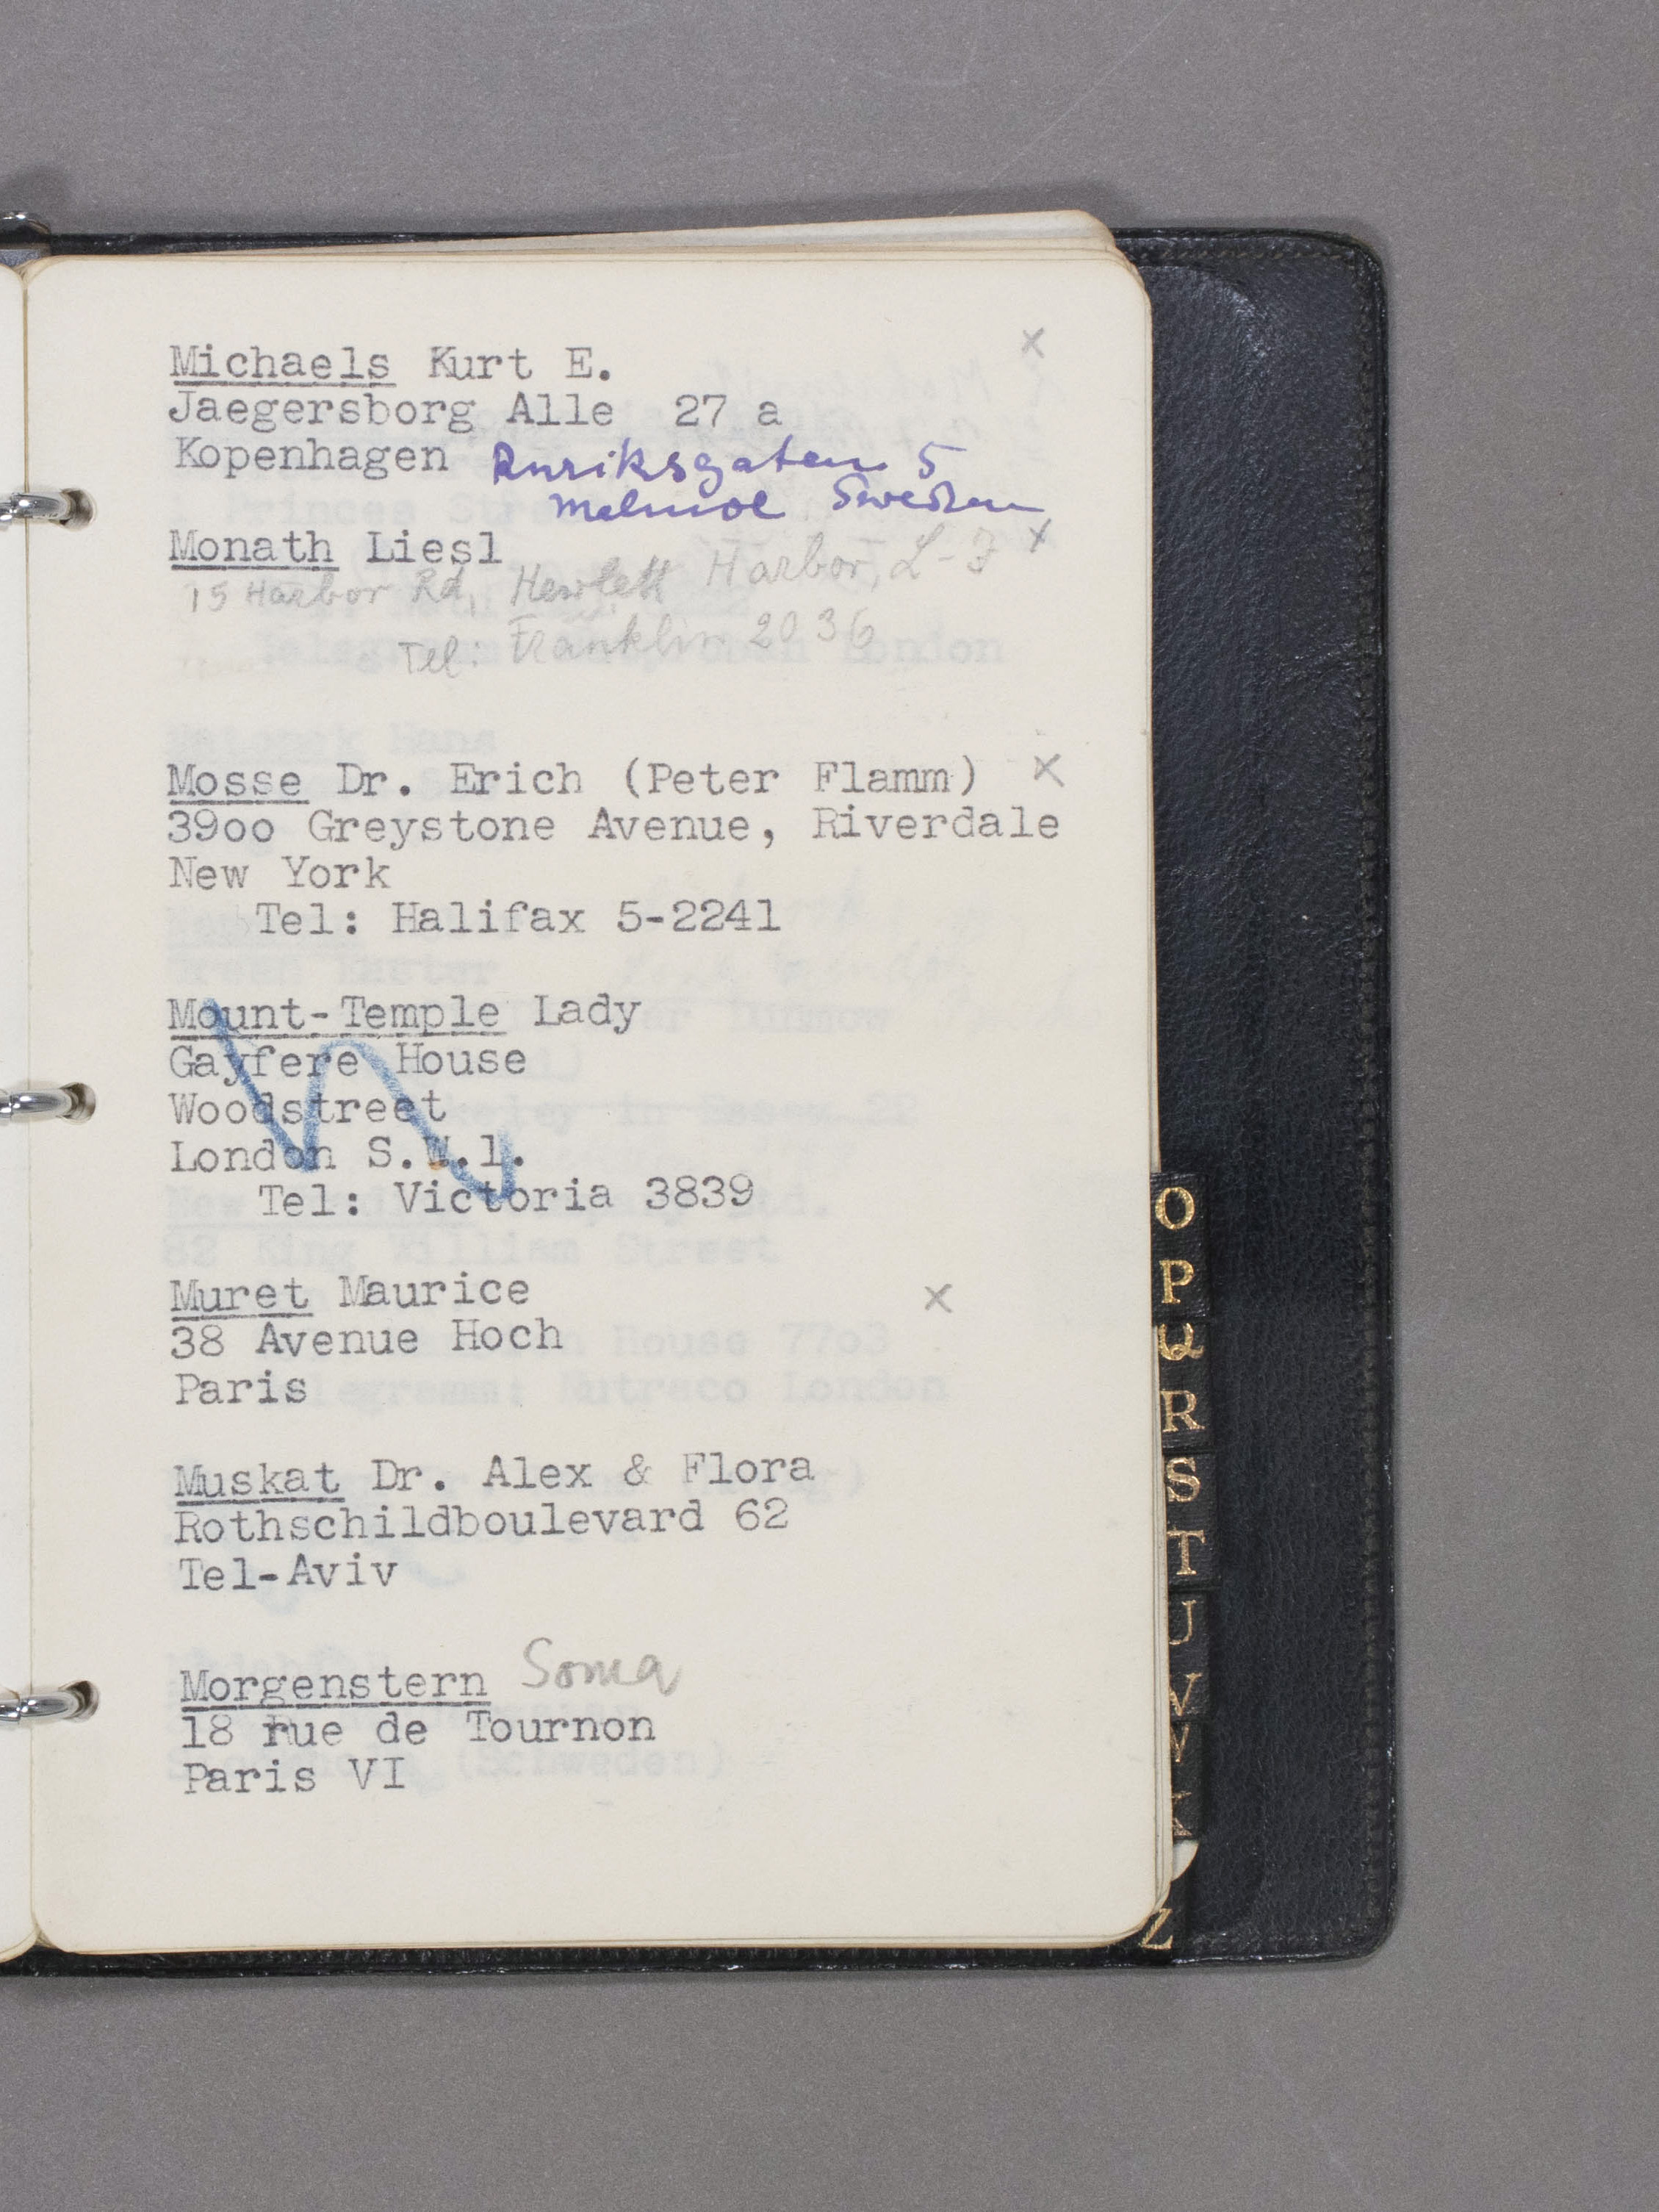 Michaels Kurt E. x
Jaegersborg Alle 27 a
Kopenhagen Ruriksgatan 5
Malmoe Sweden
Monath Liesl x
15 Harbor Rd, Hewlett Harbor, L-I
Tel: Franklin 2036
Mosse Dr. Erich (Peter Flamm) x
39oo Greystone Avenue, Riverdale
New York
Tel: Halifax 5-2241
Mount-Temple Lady
Gayfere House
Woodstreet
London S.W.1.
Tel: Victoria 3839
Muret Maurice x
38 Avenue Hoch
Paris
Muskat Dr. Alex & Flora
Rothschildboulevard 62
Tel-Aviv
Morgenstern Soma
18 rue de Tournon
Paris VI
O
P
Q
R
S
T
U
V
W
X
Z